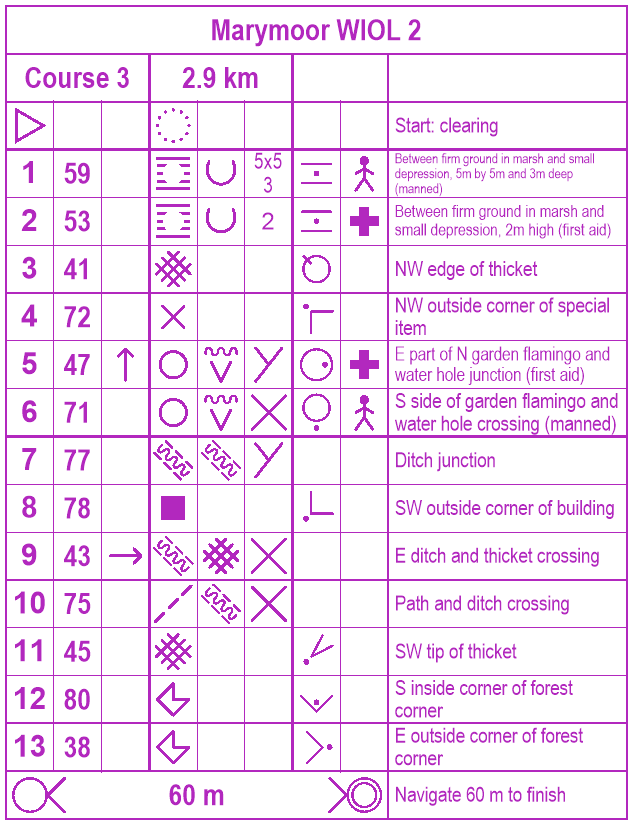 Marymoor WIOL 2
Course 3 2.9 km
Start: clearing
1 59 5x5
3
Between firm ground in marsh and small
depression, 5m by 5m and 3m deep
(manned)
2 53 2
Between firm ground in marsh and
small depression, 2m high (first aid)
3 41 NW edge of thicket
4 72
NW outside corner of special
item
5 47
E part of N garden flamingo and
water hole junction (first aid)
6 71
S side of garden flamingo and
water hole crossing (manned)
7 77 Ditch junction
8 78 SW outside corner of building
9 43 E ditch and thicket crossing
10 75 Path and ditch crossing
11 45 SW tip of thicket
12 80
S inside corner of forest
corner
13 38
E outside corner of forest
corner
60 m Navigate 60 m to finish